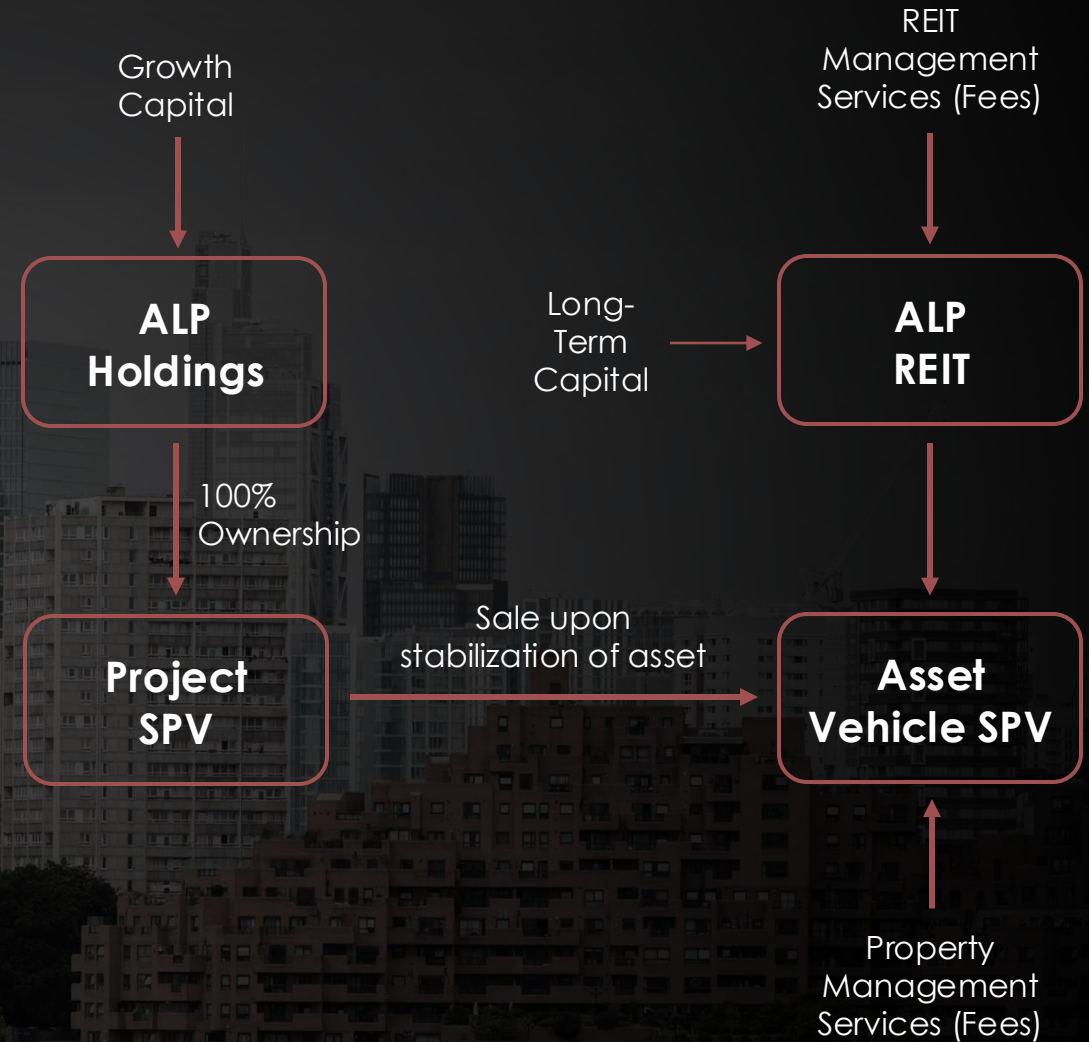 Growth
Capital
REIT
Management
Services (Fees)
ALP
Holdings
Long-
Term
Capital
ALP
REIT
100%
Ownership
Sale upon
stabilization of asset
Project
SPV
Asset
Vehicle SPV
Property
Management
Services (Fees)